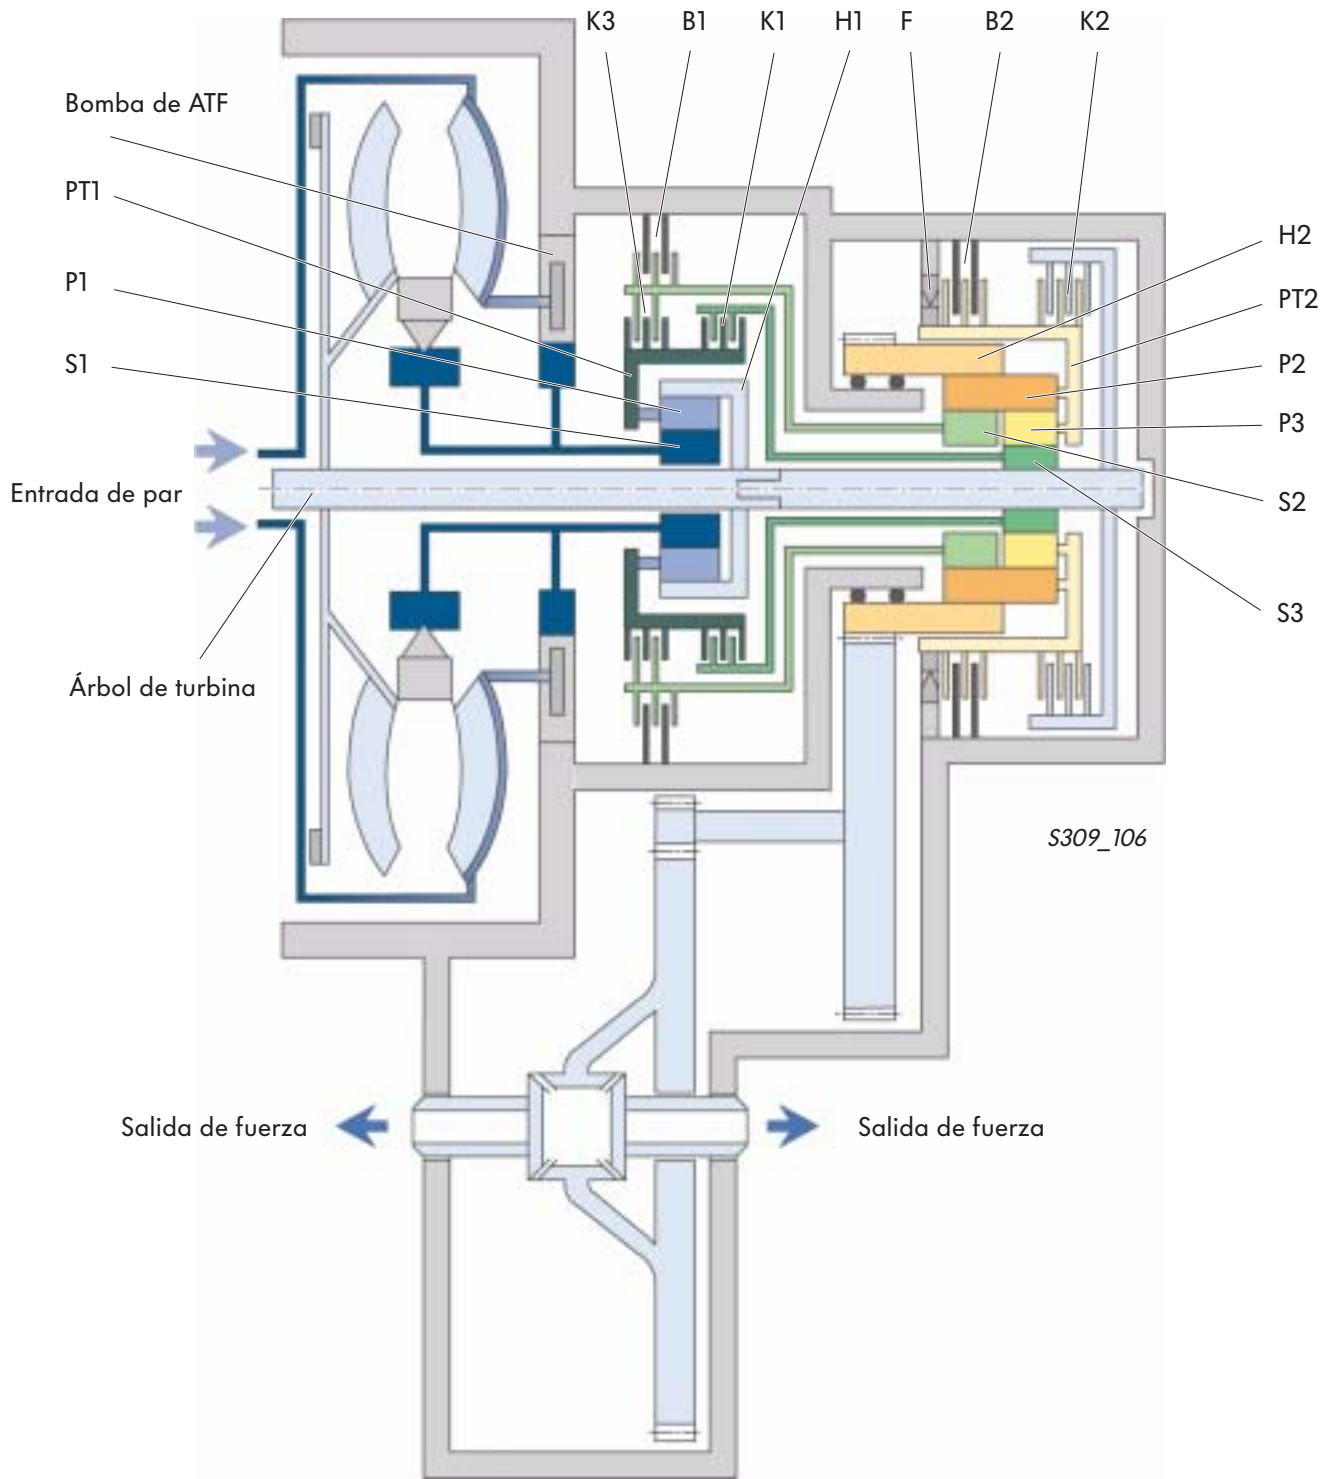 K3
B1
K1
H1
F
B2
K2
Bomba de ATF
PT1
P1
S1
Entrada de par
Árbol de turbina
H2
PT2
P2
P3
S2
S3
S309_106
Salida de fuerza
Salida de fuerza